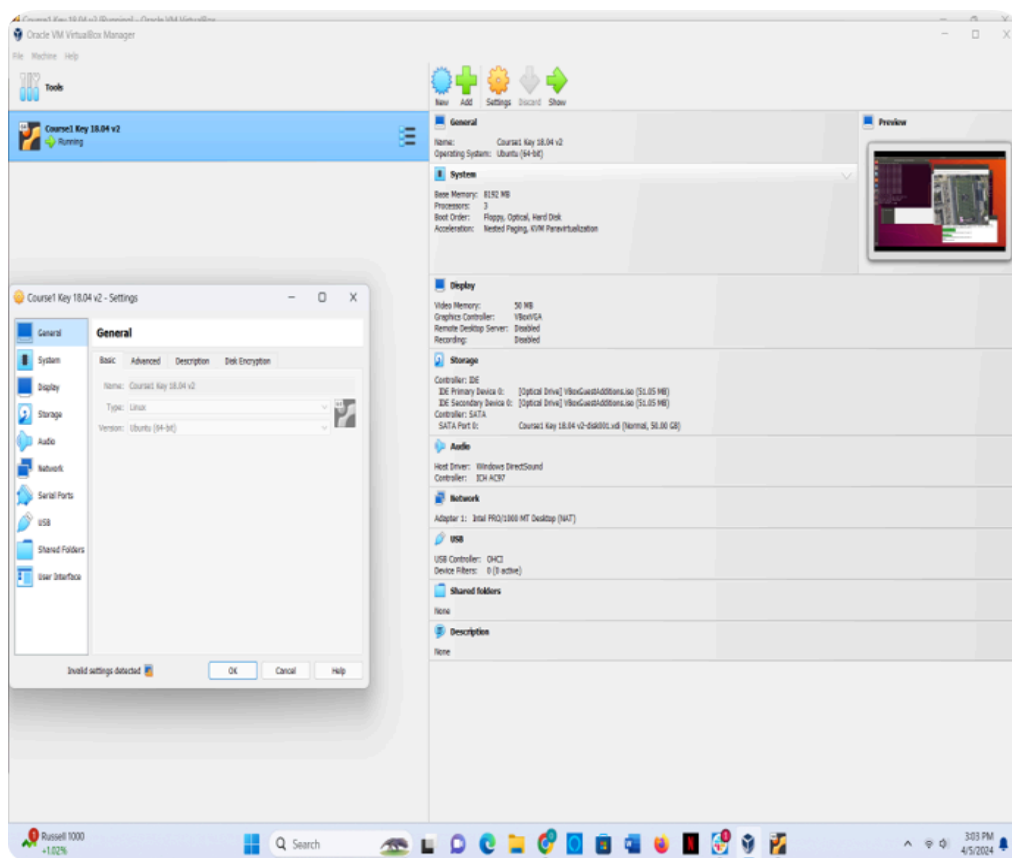 Course1 Key 18.04 v2 [Running] - Oracle VM VirtualBox
Oracle VM VirtualBox Manager
File Machine Help
Tools
New Add Settings Discard Show
Course1 Key 18.04 v2
Running
General
Name: Course1 Key 18.04 v2
Operating System: Ubuntu (64-bit)
Preview
System
Base Memory: 8192 MB
Processors: 3
Boot Order: Floppy, Optical, Hard Disk
Acceleration: Nested Paging, KVM Paravirtualization
Display
Video Memory: 50 MB
Graphics Controller: VBoxVGA
Remote Desktop Server: Disabled
Recording: Disabled
Storage
Controller: IDE
IDE Primary Device 0: [Optical Drive] VBoxGuestAdditions.iso (51.05 MB)
IDE Secondary Device 0: [Optical Drive] VBoxGuestAdditions.iso (51.05 MB)
Controller: SATA
SATA Port 0: Course1 Key 18.04 v2-disk001.vdi (Normal, 50.00 GB)
Audio
Host Driver: Windows DirectSound
Controller: ICH AC97
Network
Adapter 1: Intel PRO/1000 MT Desktop (NAT)
USB
USB Controller: OHCI
Device Filters: 0 (0 active)
Shared folders
None
Description
None
Course1 Key 18.04 v2 - Settings
General
System
Display
Storage
Audio
Network
Serial Ports
USB
Shared Folders
User Interface
General
Basic Advanced Description Disk Encryption
Name: Course1 Key 18.04 v2
Type: Linux
Version: Ubuntu (64-bit)
Invalid settings detected
OK Cancel Help
1
Russell 1000
+1.02%
Search
3:03 PM
4/5/2024